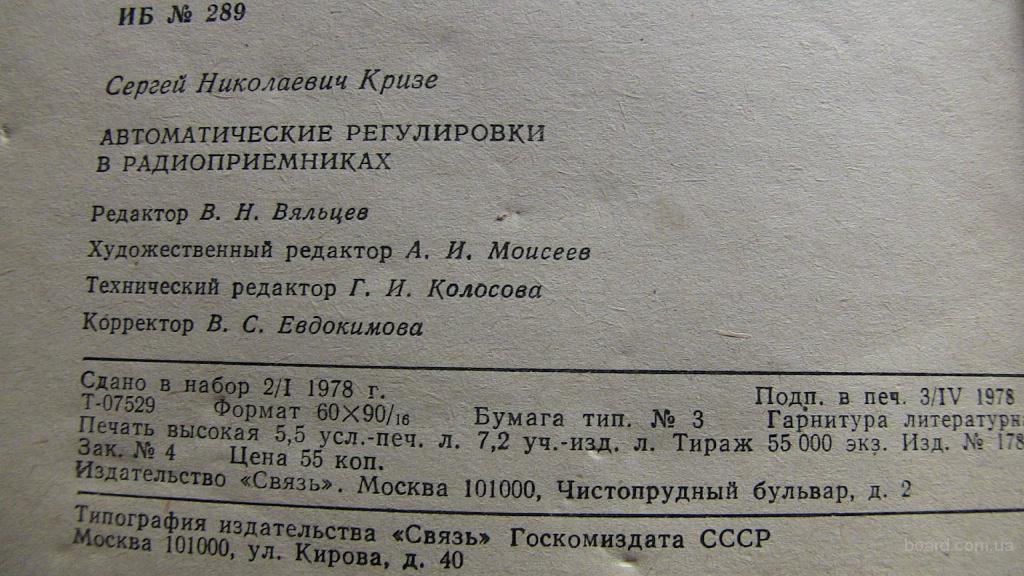 ИБ № 289
Сергей Николаевич Кризе
АВТОМАТИЧЕСКИЕ РЕГУЛИРОВКИ
В РАДИОПРИЕМНИКАХ
Редактор В. Н. Вяльцев
Художественный редактор А. И. Моисеев
Технический редактор Г. И. Колосова
Корректор В. С. Евдокимова
Сдано в набор 2/I 1978 г. Подп. в печ. 3/IV 1978
Т-07529 Формат 60×90/16 Бумага тип. № 3 Гарнитура литературн
Печать высокая 5,5 усл.-печ. л. 7,2 уч.-изд. л. Тираж 55 000 экз. Изд. № 178
Зак. № 4 Цена 55 коп.
Издательство «Связь». Москва 101000, Чистопрудный бульвар, д. 2
Типография издательства «Связь» Госкомиздата СССР
Москва 101000, ул. Кирова, д. 40
board.com.ua